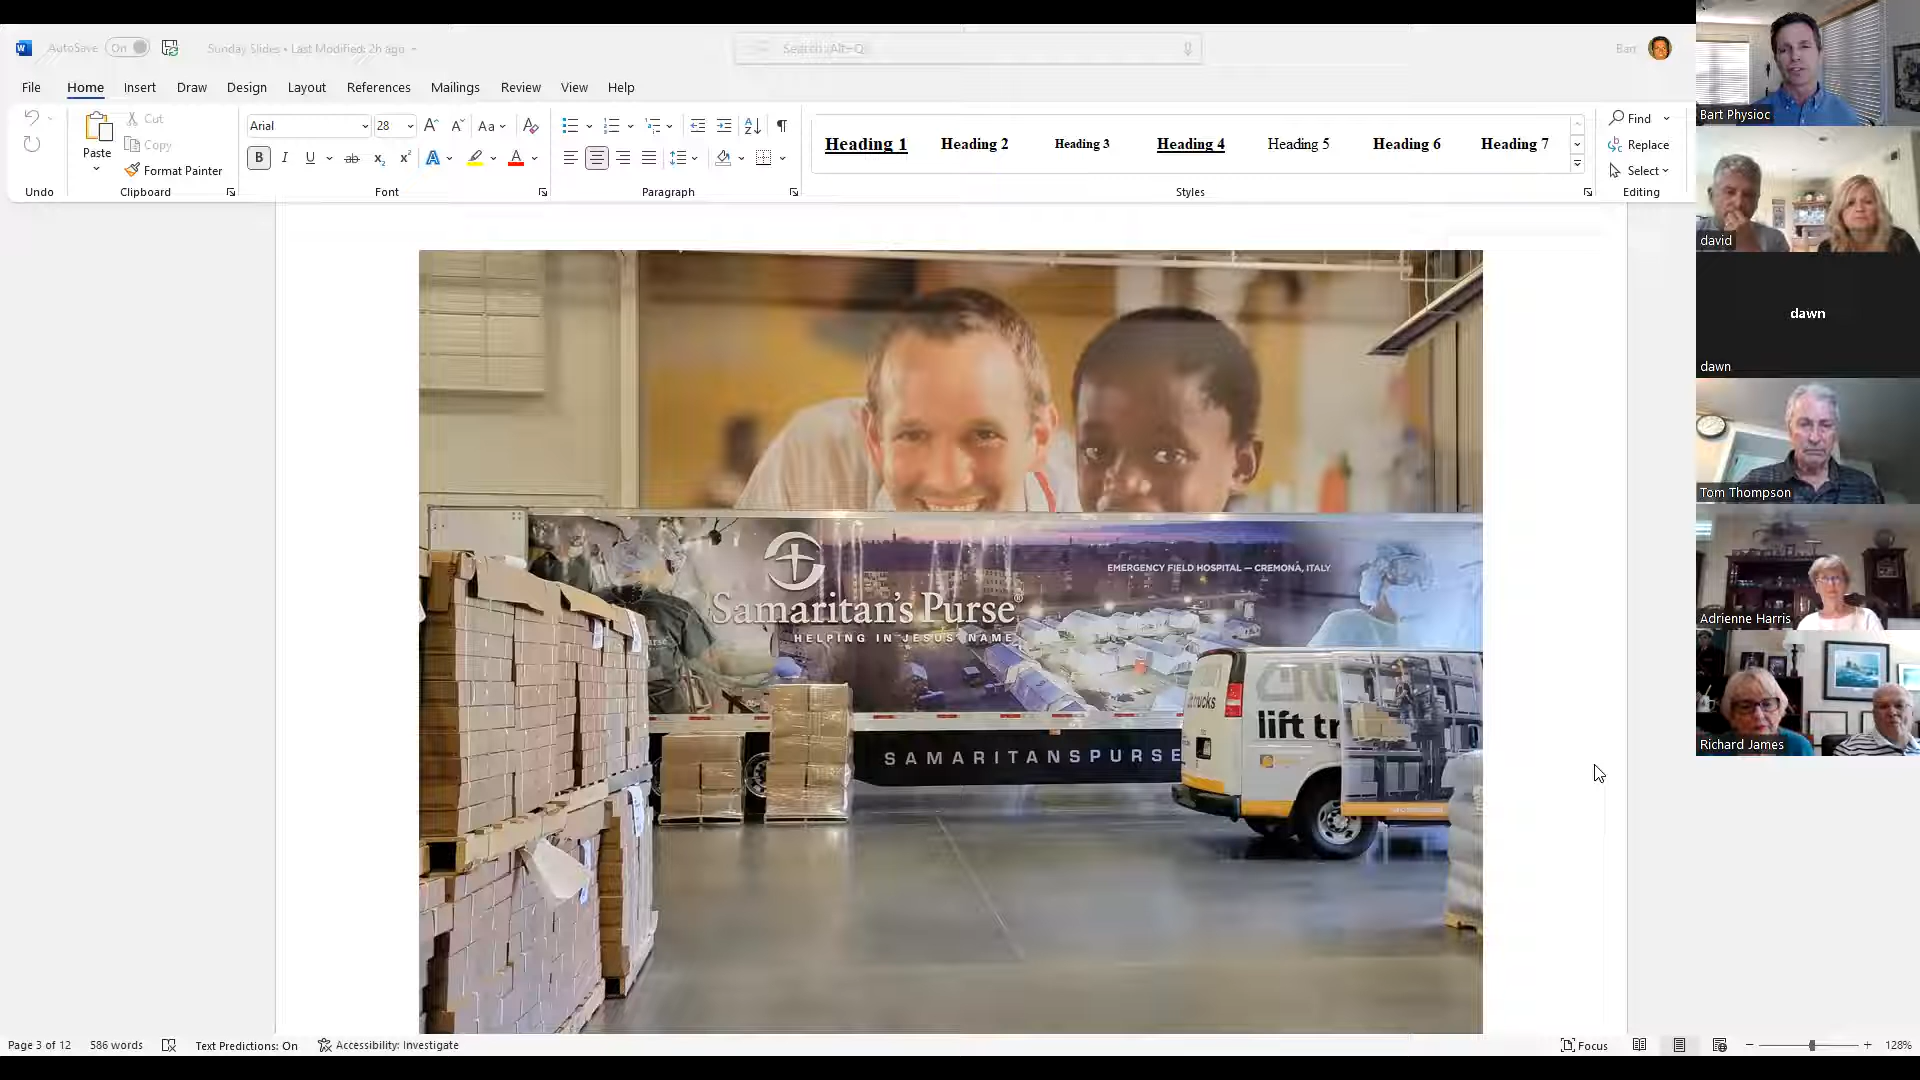 AutoSave On Sunday Slides • Last Modified: 2h ago Search (Alt+Q) Bart
File Home Insert Draw Design Layout References Mailings Review View Help
Cut
Copy
Paste
Format Painter
Arial 28
Heading 1 Heading 2 Heading 3 Heading 4 Heading 5 Heading 6 Heading 7
Find
Replace
Select
Undo Clipboard Font Paragraph Styles Editing
EMERGENCY FIELD HOSPITAL — CREMONA, ITALY
Samaritan's Purse®
HELPING IN JESUS' NAME
lift trucks
lift tr
SAMARITANSPURSE
Bart Physioc
david
dawn
dawn
Tom Thompson
Adrienne Harris
Richard James
Page 3 of 12 586 words Text Predictions: On Accessibility: Investigate Focus 128%